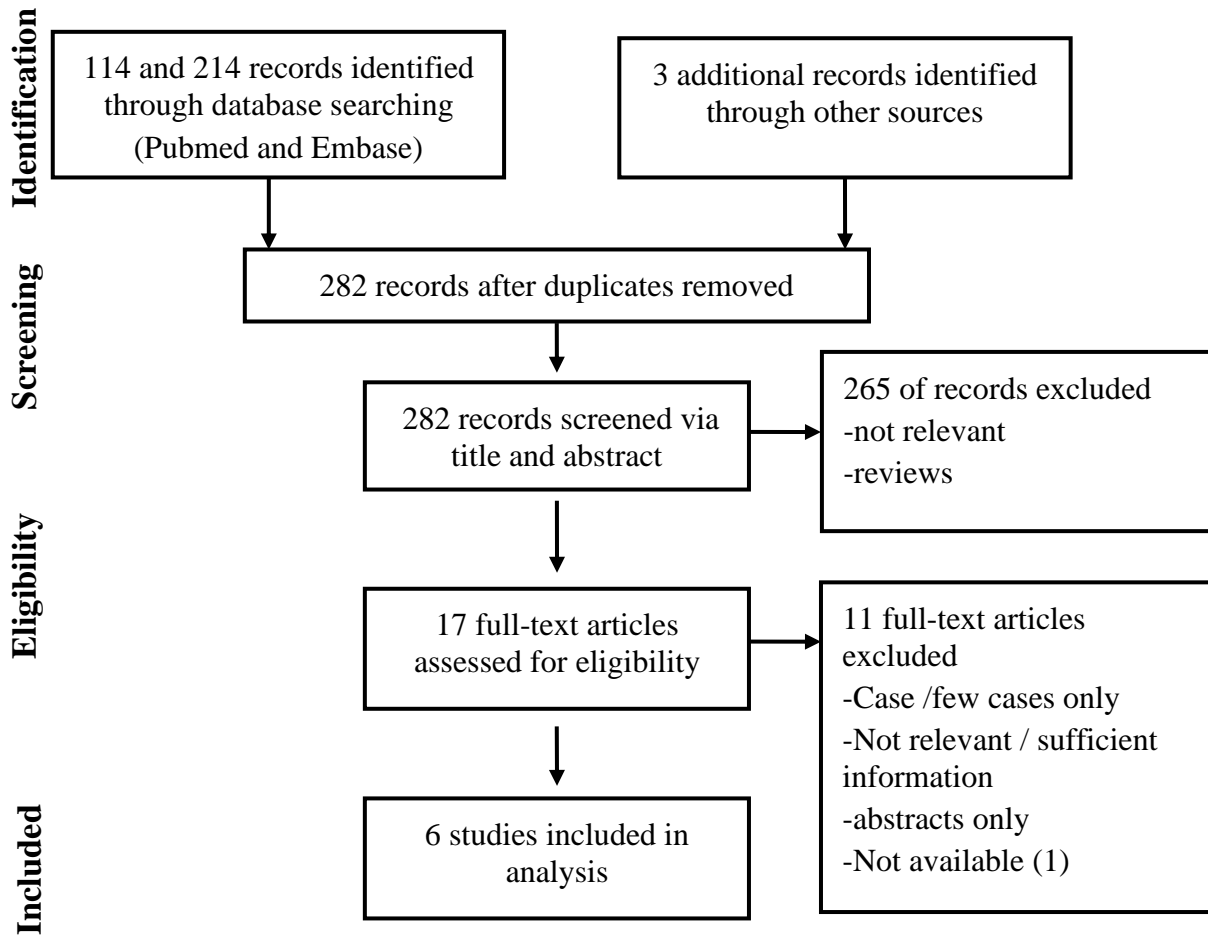 Identification
114 and 214 records identified
through database searching
(Pubmed and Embase)
3 additional records identified
through other sources
Screening
282 records after duplicates removed
282 records screened via
title and abstract
265 of records excluded
-not relevant
-reviews
Eligibility
17 full-text articles
assessed for eligibility
11 full-text articles
excluded
-Case /few cases only
-Not relevant / sufficient
information
-abstracts only
-Not available (1)
Included
6 studies included in
analysis